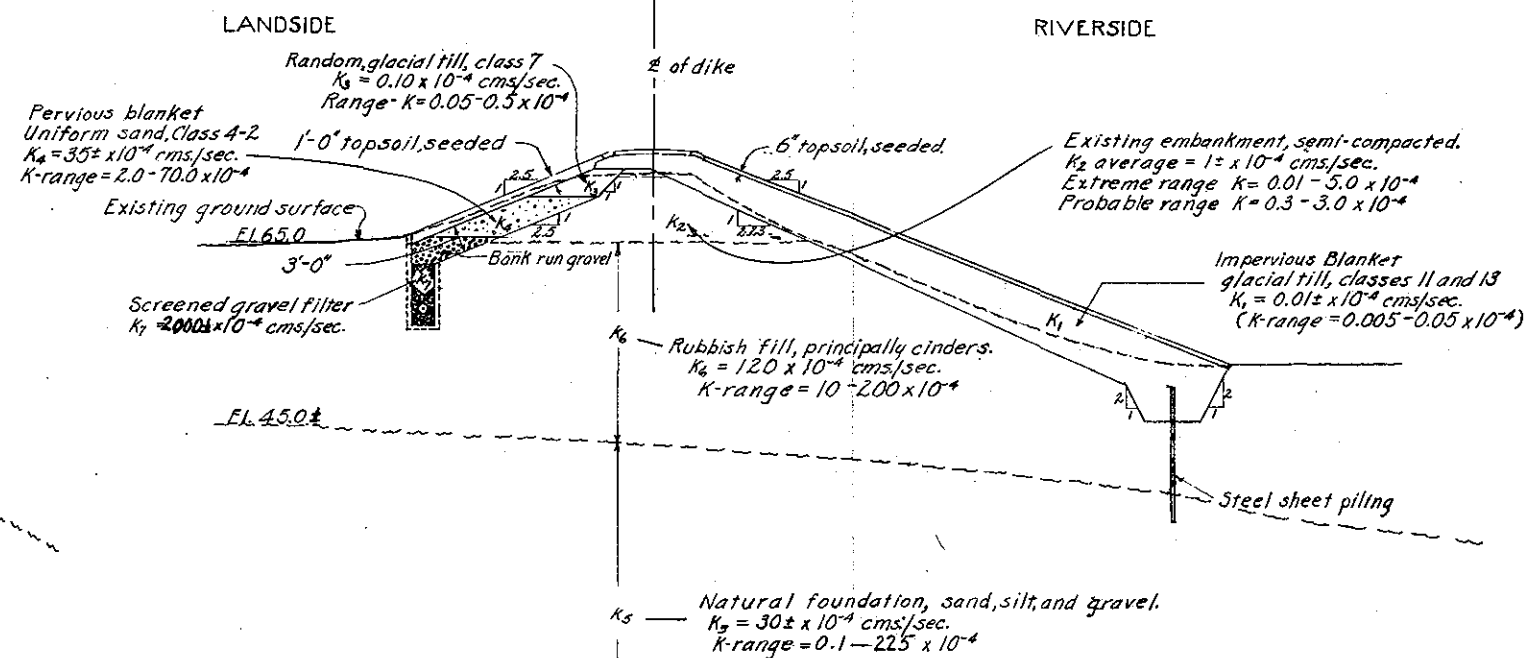 LANDSIDE
RIVERSIDE
Random, glacial till, class 7
K₃ = 0.10 x 10⁻⁴ cms/sec.
Range- K = 0.05-0.5 x 10⁻⁴
℄ of dike
Pervious blanket
Uniform sand, Class 4-2
K₄ = 35± x 10⁻⁴ cms/sec.
K-range = 2.0 - 70.0 x 10⁻⁴
1'-0" topsoil, seeded
6" topsoil, seeded.
Existing embankment, semi-compacted.
K₂ average = 1± x 10⁻⁴ cms/sec.
Extreme range K = 0.01 - 5.0 x 10⁻⁴
Probable range K = 0.3 - 3.0 x 10⁻⁴
2.5
1
K₃
1
1
2.5
1
Existing ground surface
El. 65.0
K₄
1
2.5
K₂
1
2.25
3'-0"
Bank run gravel
Impervious Blanket
glacial till, classes 11 and 13
K₁ = 0.01± x 10⁻⁴ cms/sec.
(K-range = 0.005-0.05 x 10⁻⁴)
K₇
Screened gravel filter
K₇ = 2000± x 10⁻⁴ cms/sec.
K₁
K₆
Rubbish fill, principally cinders.
K₆ = 120 x 10⁻⁴ cms/sec.
K-range = 10-200 x 10⁻⁴
2
1
2
1
El. 45.0±
Steel sheet piling
K₅
Natural foundation, sand, silt, and gravel.
K₅ = 30± x 10⁻⁴ cms/sec.
K-range = 0.1 — 225 x 10⁻⁴